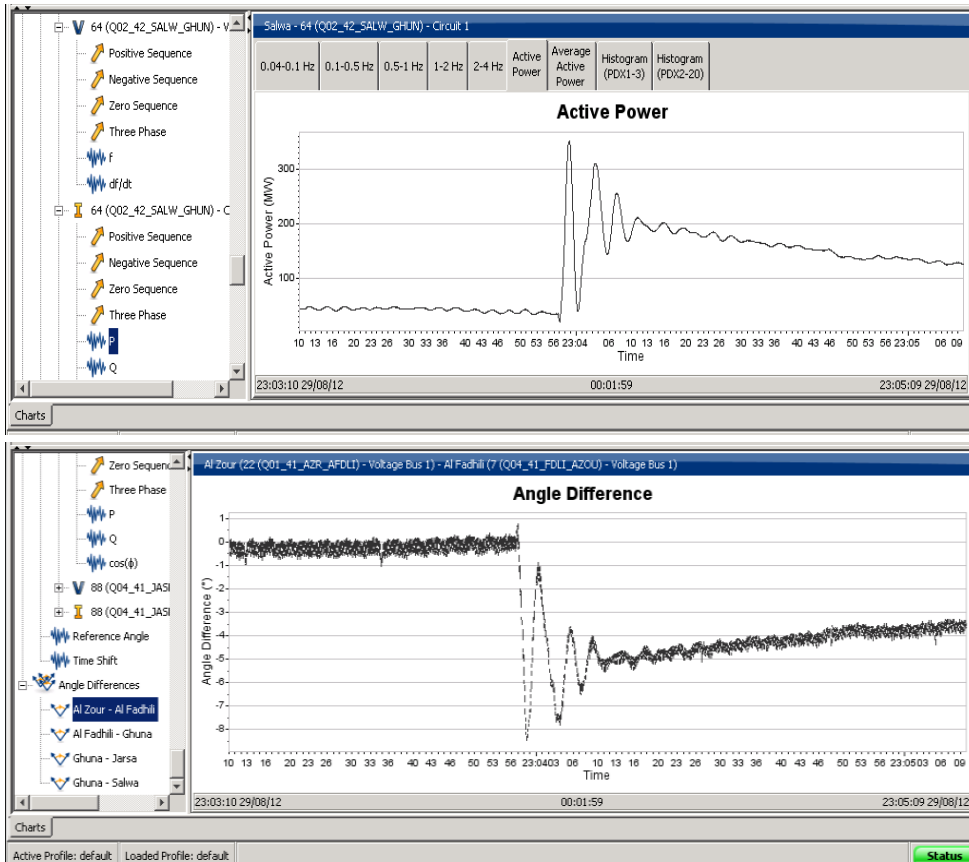 64 (Q02_42_SALW_GHUN) - V
Positive Sequence
Negative Sequence
Zero Sequence
Three Phase
f
df/dt
64 (Q02_42_SALW_GHUN) - C
Positive Sequence
Negative Sequence
Zero Sequence
Three Phase
P
Q
Salwa - 64 (Q02_42_SALW_GHUN) - Circuit 1
0.04-0.1 Hz 0.1-0.5 Hz 0.5-1 Hz 1-2 Hz 2-4 Hz Active Power Average Active Power Histogram (PDX1-3) Histogram (PDX2-20)
Active Power
Active Power (MW)
300
200
100
10 13 16 20 23 26 30 33 36 40 43 46 50 53 56 23:04 06 10 13 16 20 23 26 30 33 36 40 43 46 50 53 56 23:05 06 09
Time
23:03:10 29/08/12 00:01:59 23:05:09 29/08/12
Charts
Zero Sequenc
Three Phase
P
Q
cos(ϕ)
88 (Q04_41_JASI
88 (Q04_41_JASI
Reference Angle
Time Shift
Angle Differences
Al Zour - Al Fadhili
Al Fadhili - Ghuna
Ghuna - Jarsa
Ghuna - Salwa
Al Zour (22 (Q01_41_AZR_AFDLI) - Voltage Bus 1) - Al Fadhili (7 (Q04_41_FDLI_AZOU) - Voltage Bus 1)
Angle Difference
Angle Difference (°)
1
0
-1
-2
-3
-4
-5
-6
-7
-8
10 13 16 20 23 26 30 33 36 40 43 46 50 53 56 23:0403 06 10 13 16 20 23 26 30 33 36 40 43 46 50 53 56 23:0503 06 09
Time
23:03:10 29/08/12 00:01:59 23:05:09 29/08/12
Charts
Active Profile: default Loaded Profile: default Status